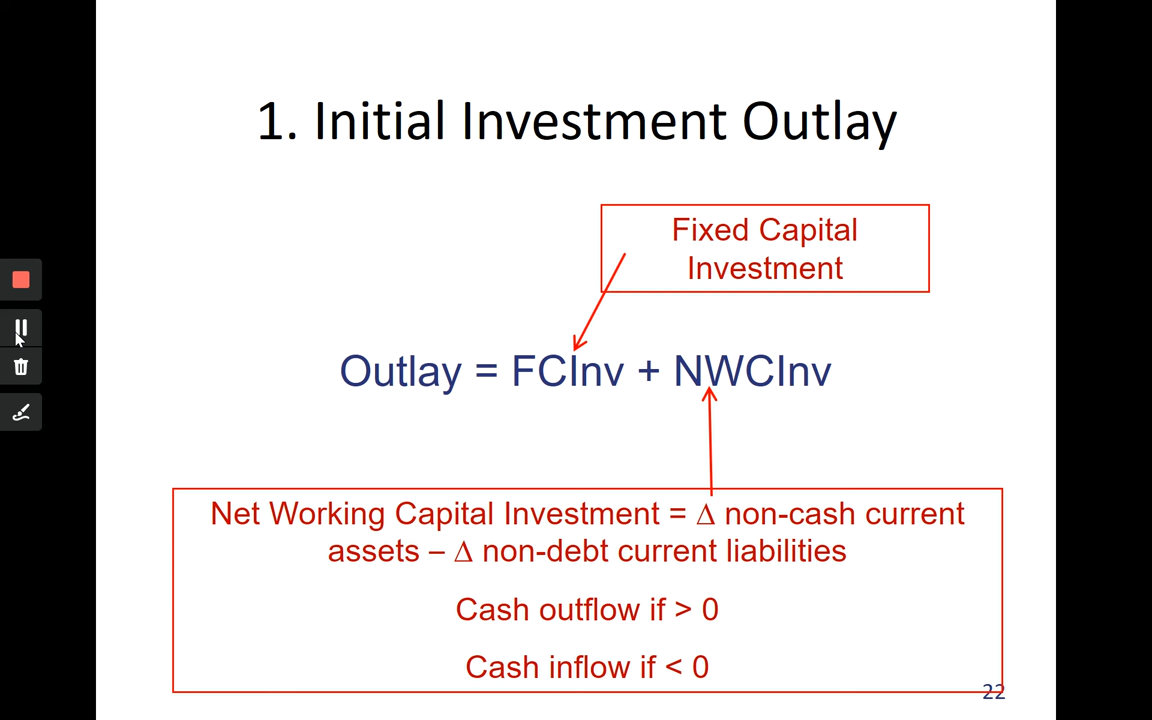 1. Initial Investment Outlay
Fixed Capital
Investment
Outlay = FCInv + NWCInv
Net Working Capital Investment = Δ non-cash current
assets – Δ non-debt current liabilities
Cash outflow if > 0
Cash inflow if < 0
22